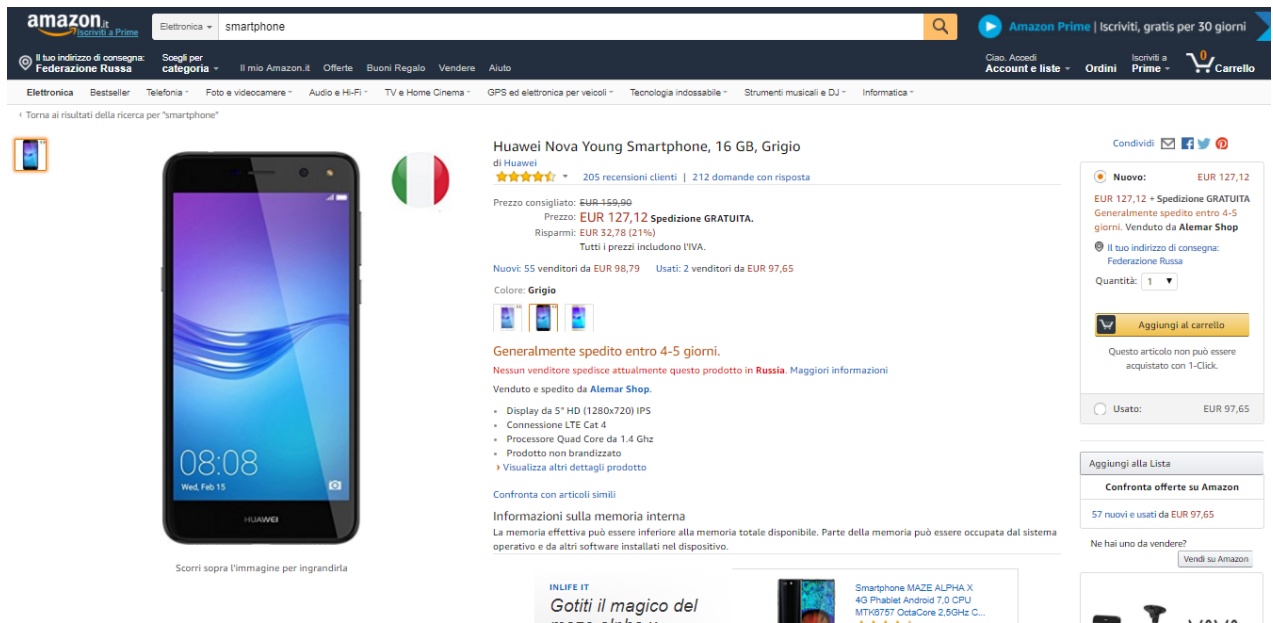 amazon.it
Iscriviti a Prime
Elettronica
smartphone
Amazon Prime | Iscriviti, gratis per 30 giorni
Il tuo indirizzo di consegna:
Federazione Russa
Scegli per
categoria
Il mio Amazon.it Offerte Buoni Regalo Vendere Aiuto
Ciao. Accedi
Account e liste
Ordini
Iscriviti a
Prime
0
Carrello
Elettronica Bestseller Telefonia Foto e videocamere Audio e Hi-Fi TV e Home Cinema GPS ed elettronica per veicoli Tecnologia indossabile Strumenti musicali e DJ Informatica
‹ Torna ai risultati della ricerca per "smartphone"
08:08
Wed, Feb 15
HUAWEI
Scorri sopra l'immagine per ingrandirla
Huawei Nova Young Smartphone, 16 GB, Grigio
di Huawei
205 recensioni clienti | 212 domande con risposta
Prezzo consigliato: EUR 159,90
Prezzo: EUR 127,12 Spedizione GRATUITA.
Risparmi: EUR 32,78 (21%)
Tutti i prezzi includono l'IVA.
Nuovi: 55 venditori da EUR 98,79 Usati: 2 venditori da EUR 97,65
Colore: Grigio
Generalmente spedito entro 4-5 giorni.
Nessun venditore spedisce attualmente questo prodotto in Russia. Maggiori informazioni
Venduto e spedito da Alemar Shop.
Display da 5" HD (1280x720) IPS
Connessione LTE Cat 4
Processore Quad Core da 1.4 Ghz
Prodotto non brandizzato
› Visualizza altri dettagli prodotto
Confronta con articoli simili
Informazioni sulla memoria interna
La memoria effettiva può essere inferiore alla memoria totale disponibile. Parte della memoria può essere occupata dal sistema
operativo e da altri software installati nel dispositivo.
INLIFE IT
Gotiti il magico del
maze alpha x
Smartphone MAZE ALPHA X
4G Phablet Android 7,0 CPU
MTK6757 OctaCore 2,5GHz C...
Condividi
Nuovo: EUR 127,12
EUR 127,12 + Spedizione GRATUITA
Generalmente spedito entro 4-5
giorni. Venduto da Alemar Shop
Il tuo indirizzo di consegna:
Federazione Russa
Quantità: 1
Aggiungi al carrello
Questo articolo non può essere
acquistato con 1-Click.
Usato: EUR 97,65
Aggiungi alla Lista
Confronta offerte su Amazon
57 nuovi e usati da EUR 97,65
Ne hai uno da vendere?
Vendi su Amazon